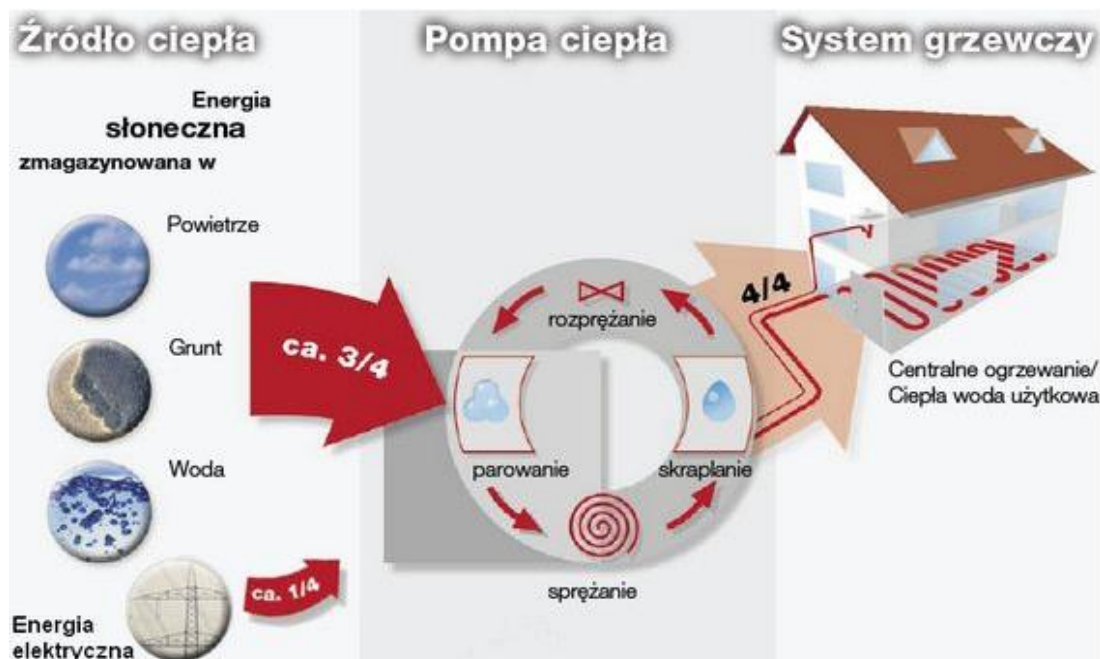 Źródło ciepła
Pompa ciepła
System grzewczy
Energia
słoneczna
zmagazynowana w
Powietrze
Grunt
Woda
Energia
elektryczna
ca. 3/4
ca. 1/4
rozprężanie
parowanie
skraplanie
sprężanie
4/4
Centralne ogrzewanie/
Ciepła woda użytkowa